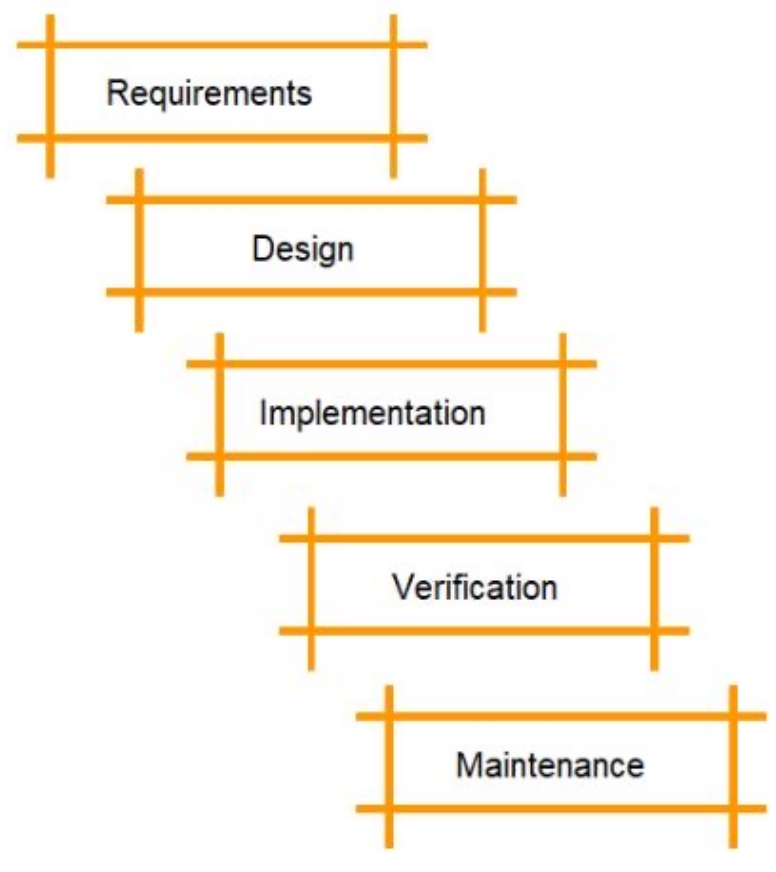 Requirements
Design
Implementation
Verification
Maintenance